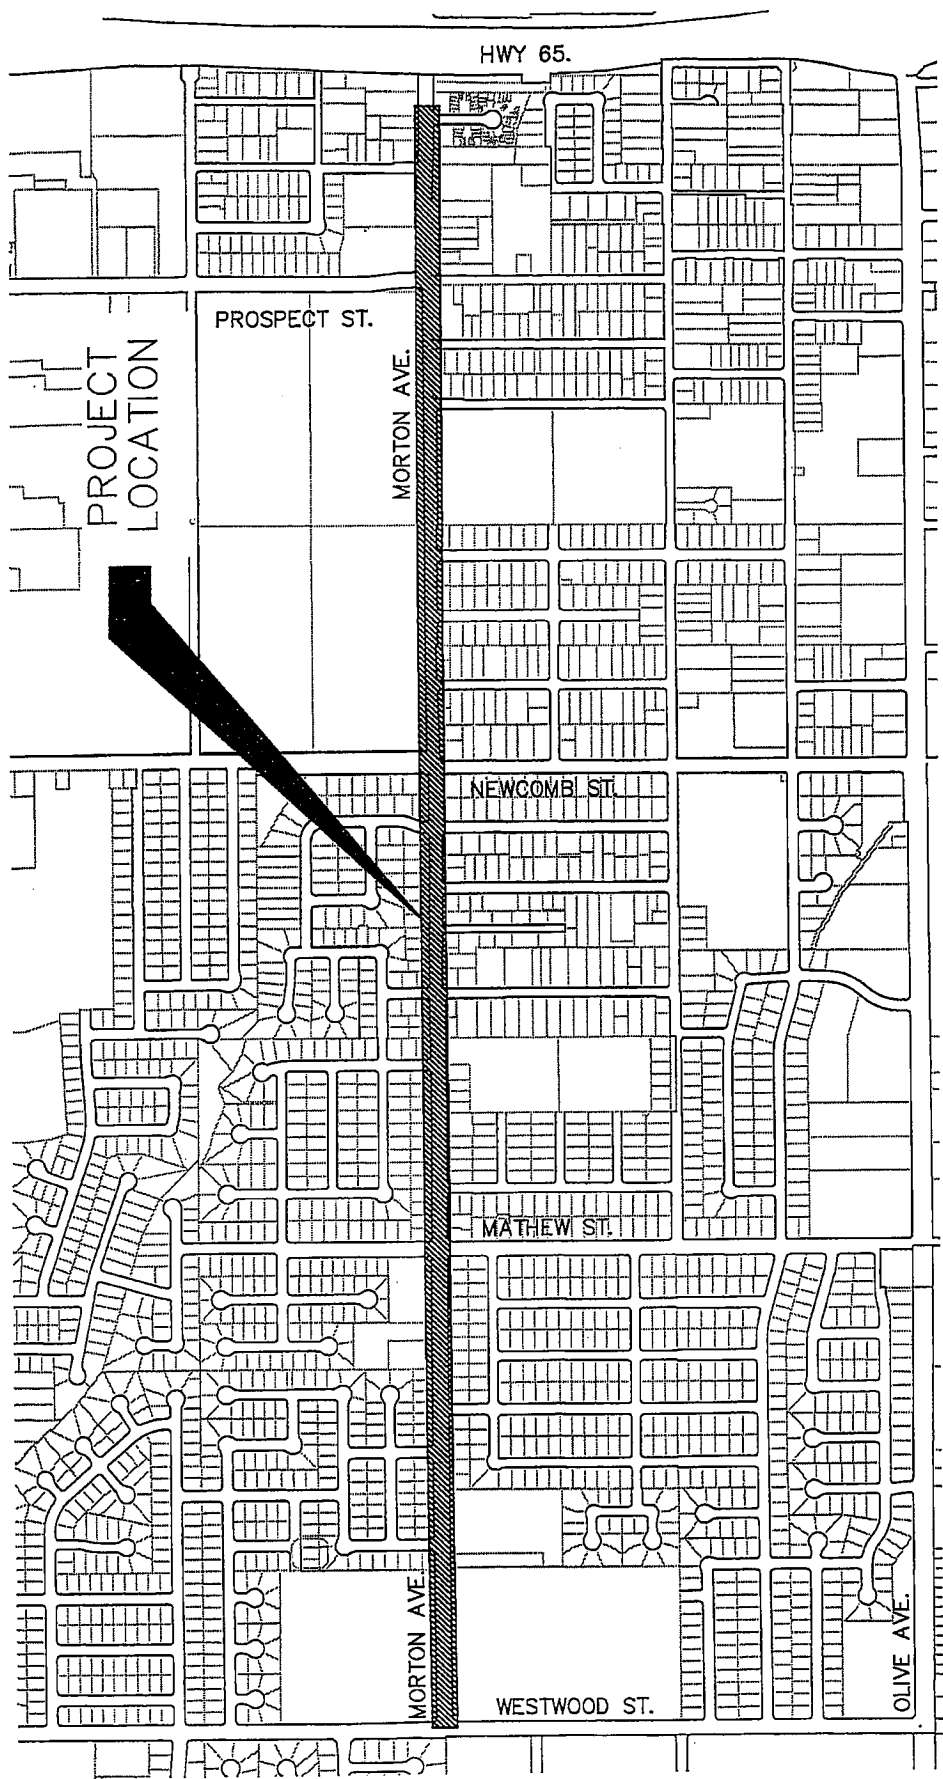 HWY 65.
PROSPECT ST.
MORTON AVE.
PROJECT
LOCATION
NEWCOMB ST.
MATHEW ST.
MORTON AVE
OLIVE AVE.
WESTWOOD ST.